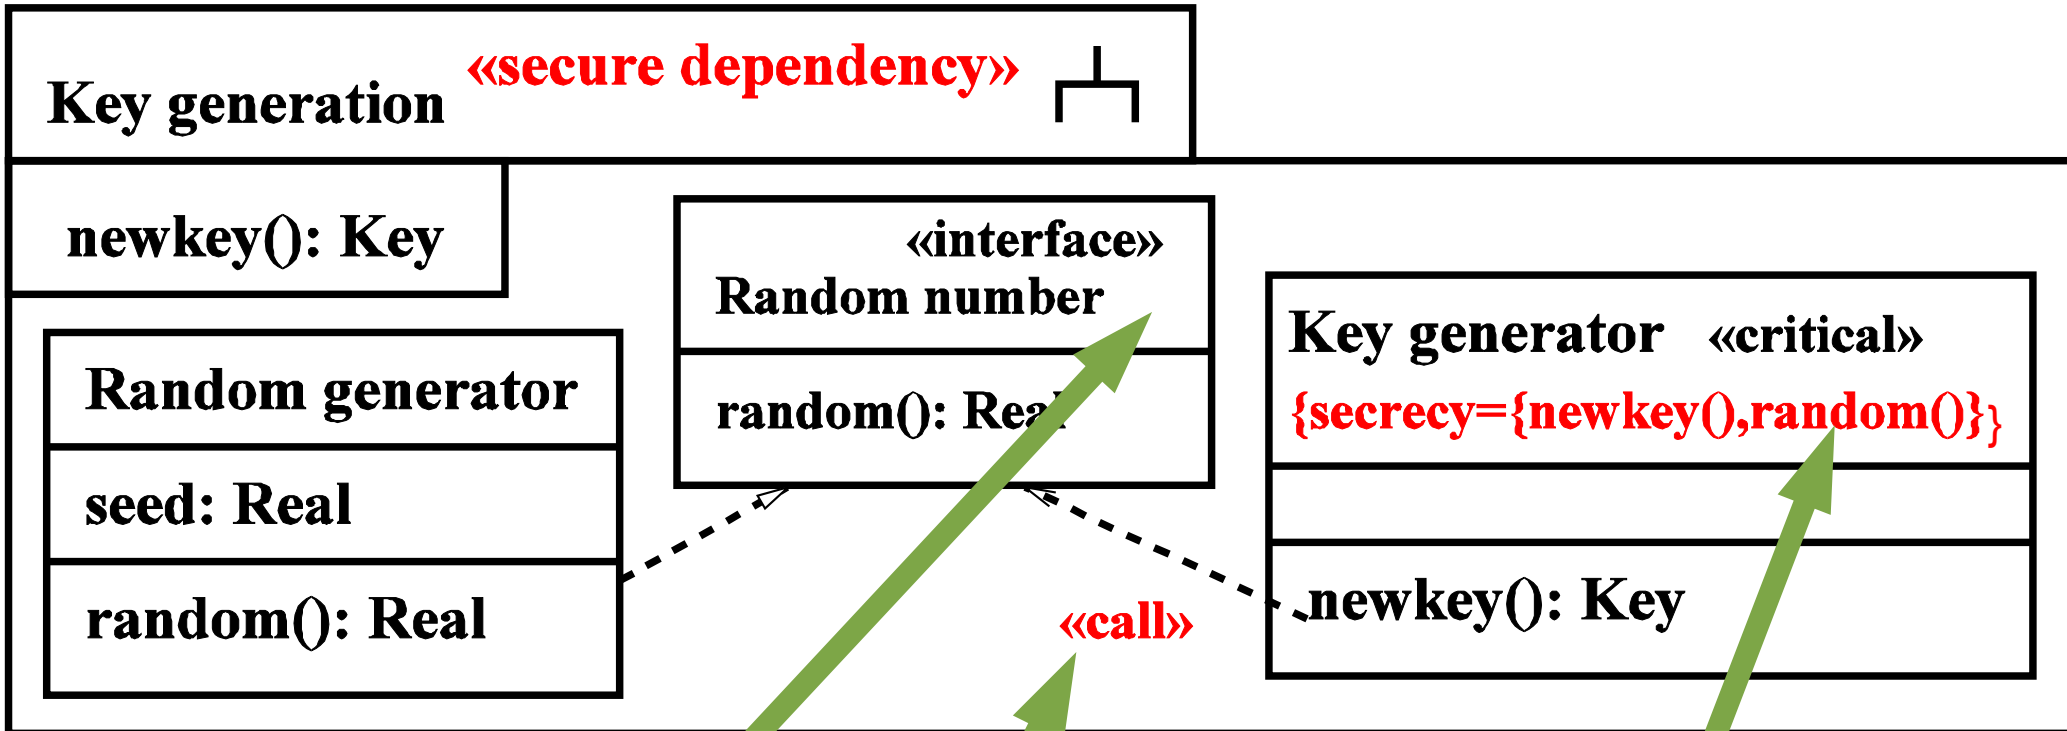 Key generation «secure dependency»
newkey(): Key
Random generator
seed: Real
random(): Real
«interface»
Random number
random(): Real
«call»
Key generator «critical»
{secrecy={newkey(),random()}}
newkey(): Key